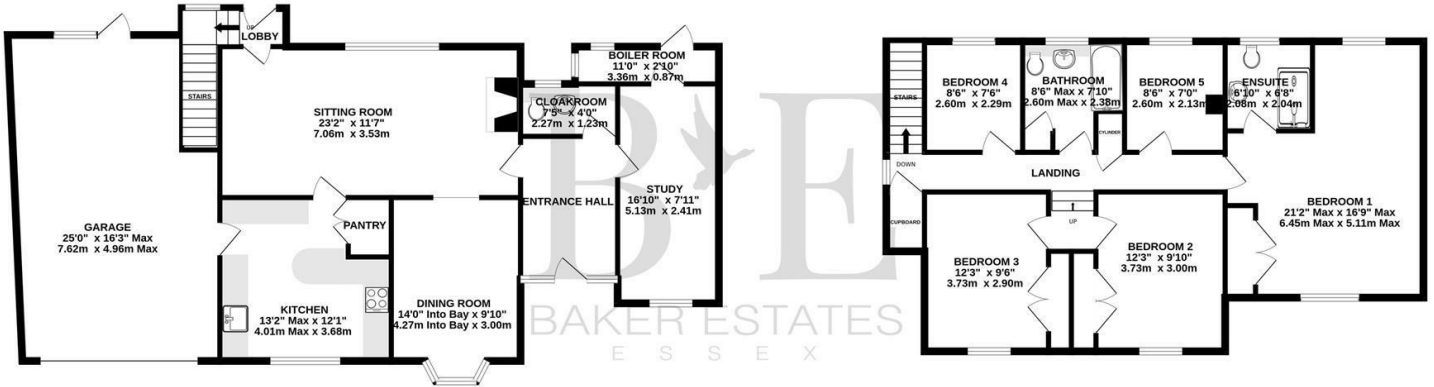 UP
LOBBY
STAIRS
SITTING ROOM
23'2" x 11'7"
7.06m x 3.53m
BOILER ROOM
11'0" x 2'10"
3.36m x 0.87m
CLOAKROOM
7'5" x 4'0"
2.27m x 1.23m
GARAGE
25'0" x 16'3" Max
7.62m x 4.96m Max
PANTRY
ENTRANCE HALL
STUDY
16'10" x 7'11"
5.13m x 2.41m
KITCHEN
13'2" Max x 12'1"
4.01m Max x 3.68m
DINING ROOM
14'0" Into Bay x 9'10"
4.27m Into Bay x 3.00m
B E
BAKER ESTATES
ESSEX
STAIRS
BEDROOM 4
8'6" x 7'6"
2.60m x 2.29m
BATHROOM
8'6" Max x 7'10"
2.60m Max x 2.38m
CYLINDER
BEDROOM 5
8'6" x 7'0"
2.60m x 2.13m
ENSUITE
6'10" x 6'8"
2.08m x 2.04m
DOWN
LANDING
CUPBOARD
UP
BEDROOM 1
21'2" Max x 16'9" Max
6.45m Max x 5.11m Max
BEDROOM 3
12'3" x 9'6"
3.73m x 2.90m
BEDROOM 2
12'3" x 9'10"
3.73m x 3.00m